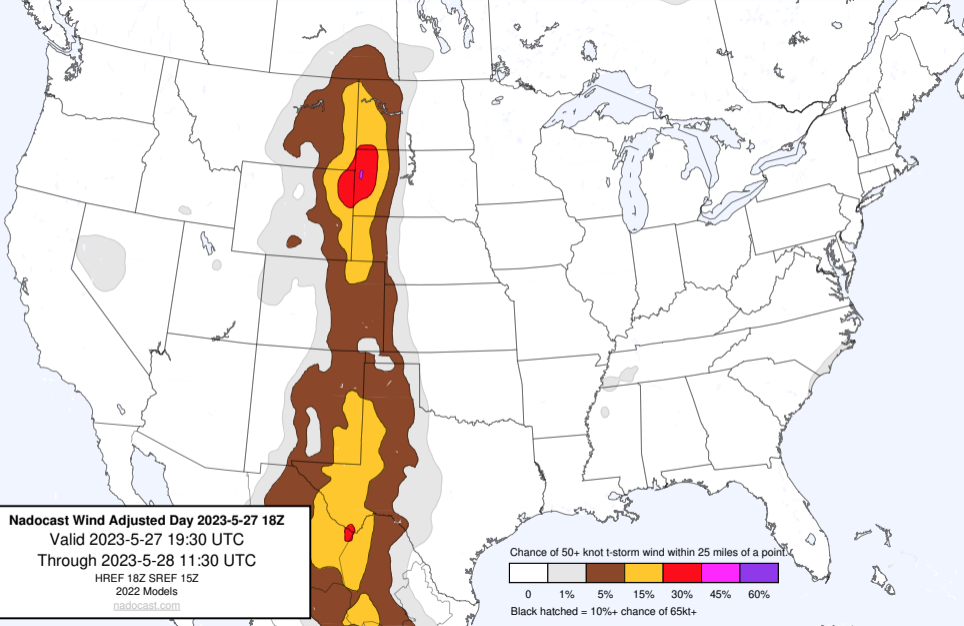 Nadocast Wind Adjusted Day 2023-5-27 18Z
Valid 2023-5-27 19:30 UTC
Through 2023-5-28 11:30 UTC
HREF 18Z SREF 15Z
2022 Models
nadocast.com
Chance of 50+ knot t-storm wind within 25 miles of a point.
0 1% 5% 15% 30% 45% 60%
Black hatched = 10%+ chance of 65kt+